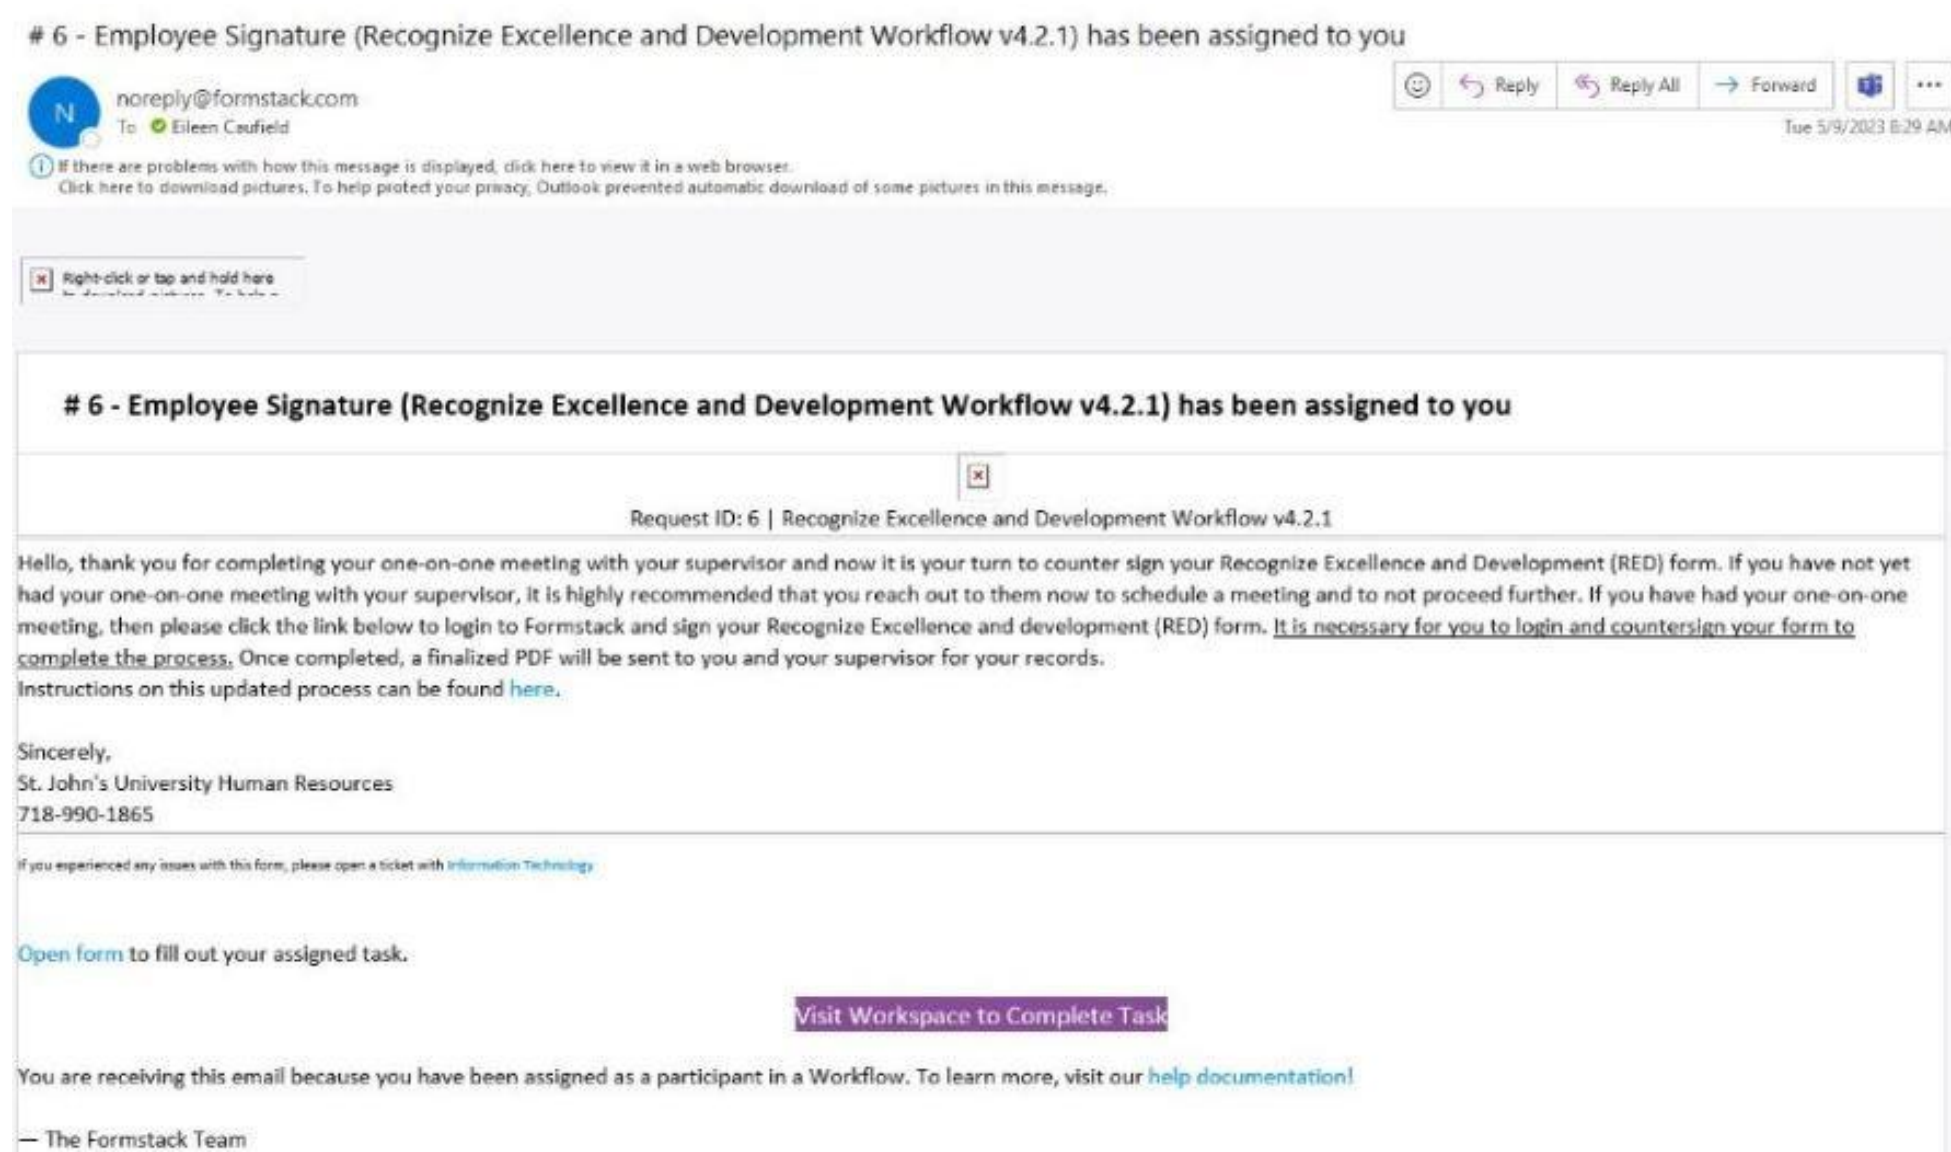 # 6 - Employee Signature (Recognize Excellence and Development Workflow v4.2.1) has been assigned to you
Reply
Reply All
Forward
N
noreply@formstack.com
To Eileen Caufield
Tue 5/9/2023 8:29 AM
If there are problems with how this message is displayed, click here to view it in a web browser.
Click here to download pictures. To help protect your privacy, Outlook prevented automatic download of some pictures in this message.
Right-click or tap and hold here
# 6 - Employee Signature (Recognize Excellence and Development Workflow v4.2.1) has been assigned to you
Request ID: 6 | Recognize Excellence and Development Workflow v4.2.1
Hello, thank you for completing your one-on-one meeting with your supervisor and now it is your turn to counter sign your Recognize Excellence and Development (RED) form. If you have not yet
had your one-on-one meeting with your supervisor, it is highly recommended that you reach out to them now to schedule a meeting and to not proceed further. If you have had your one-on-one
meeting, then please click the link below to login to Formstack and sign your Recognize Excellence and development (RED) form. It is necessary for you to login and countersign your form to
complete the process. Once completed, a finalized PDF will be sent to you and your supervisor for your records.
Instructions on this updated process can be found here.
Sincerely,
St. John's University Human Resources
718-990-1865
If you experienced any issues with this form, please open a ticket with Information Technology
Open form to fill out your assigned task.
Visit Workspace to Complete Task
You are receiving this email because you have been assigned as a participant in a Workflow. To learn more, visit our help documentation!
— The Formstack Team